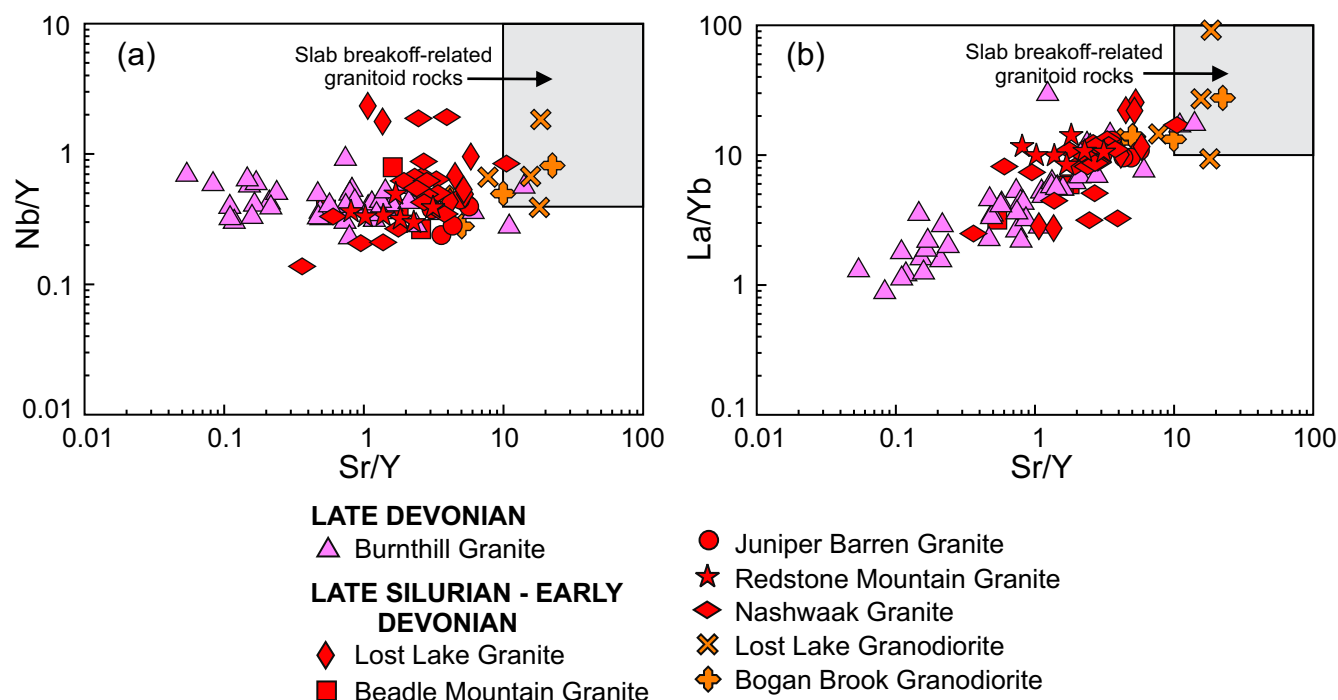 (a)
Slab breakoff-related
granitoid rocks
10
1
0.1
0.01
Nb/Y
0.01
0.1
1
10
100
Sr/Y
(b)
Slab breakoff-related
granitoid rocks
100
10
1
0.1
La/Yb
0.01
0.1
1
10
100
Sr/Y
LATE DEVONIAN
Burnthill Granite
LATE SILURIAN - EARLY
DEVONIAN
Lost Lake Granite
Beadle Mountain Granite
Juniper Barren Granite
Redstone Mountain Granite
Nashwaak Granite
Lost Lake Granodiorite
Bogan Brook Granodiorite